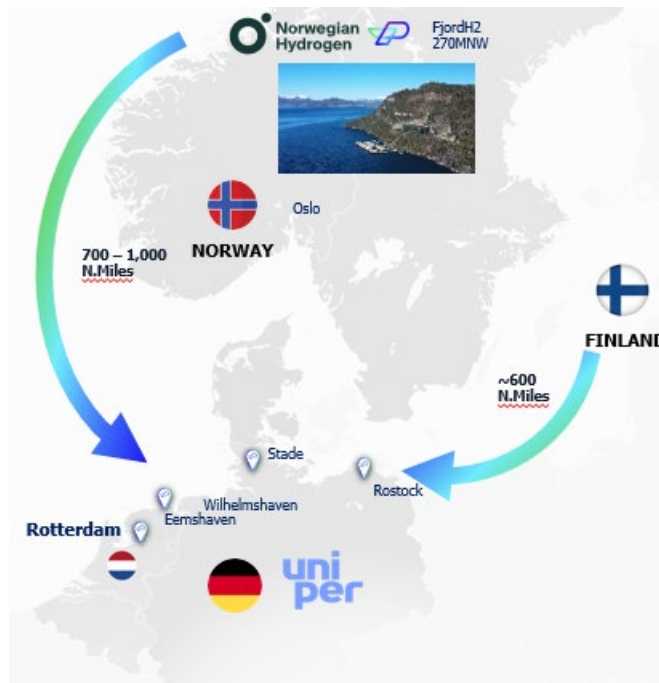 Norwegian
Hydrogen
FjordH2
270MNW
Oslo
NORWAY
700 – 1,000
N.Miles
FINLAND
~600
N.Miles
Stade
Rostock
Wilhelmshaven
Eemshaven
Rotterdam
uni
per